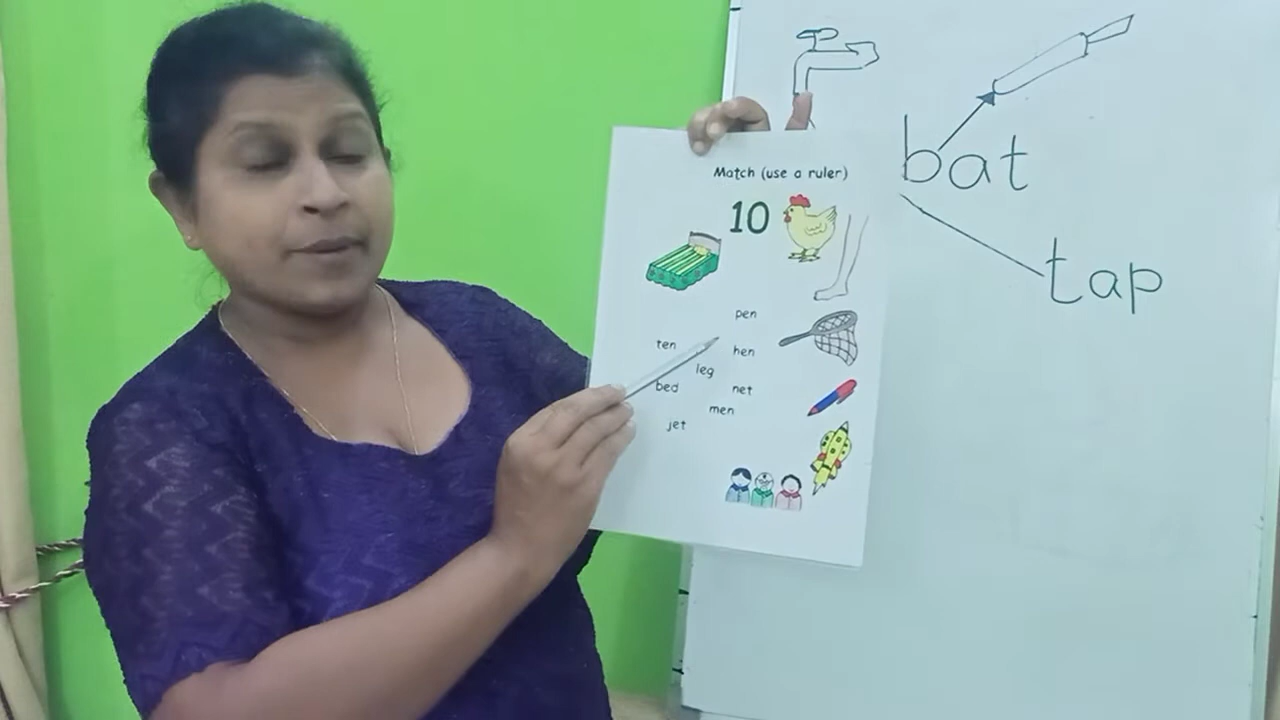 Match (use a ruler)
10
pen
ten
hen
leg
bed
net
men
jet
bat
tap